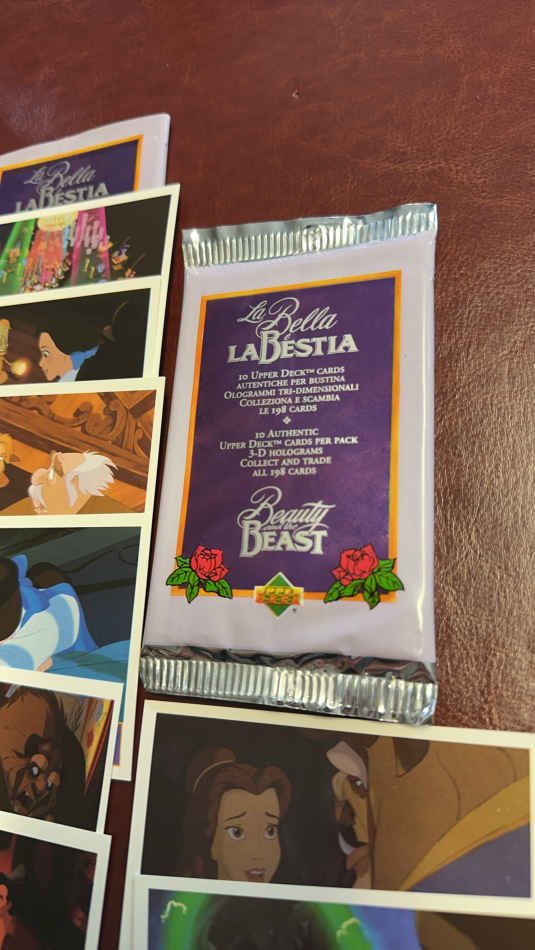 La Bella
e
LA BESTIA
La Bella
e
LA BESTIA
10 UPPER DECK™ CARDS
AUTENTICHE PER BUSTINA
OLOGRAMMI TRI-DIMENSIONALI
COLLEZIONA E SCAMBIA
LE 198 CARDS
10 AUTHENTIC
UPPER DECK™ CARDS PER PACK
3-D HOLOGRAMS
COLLECT AND TRADE
ALL 198 CARDS
Beauty
and the
BEAST